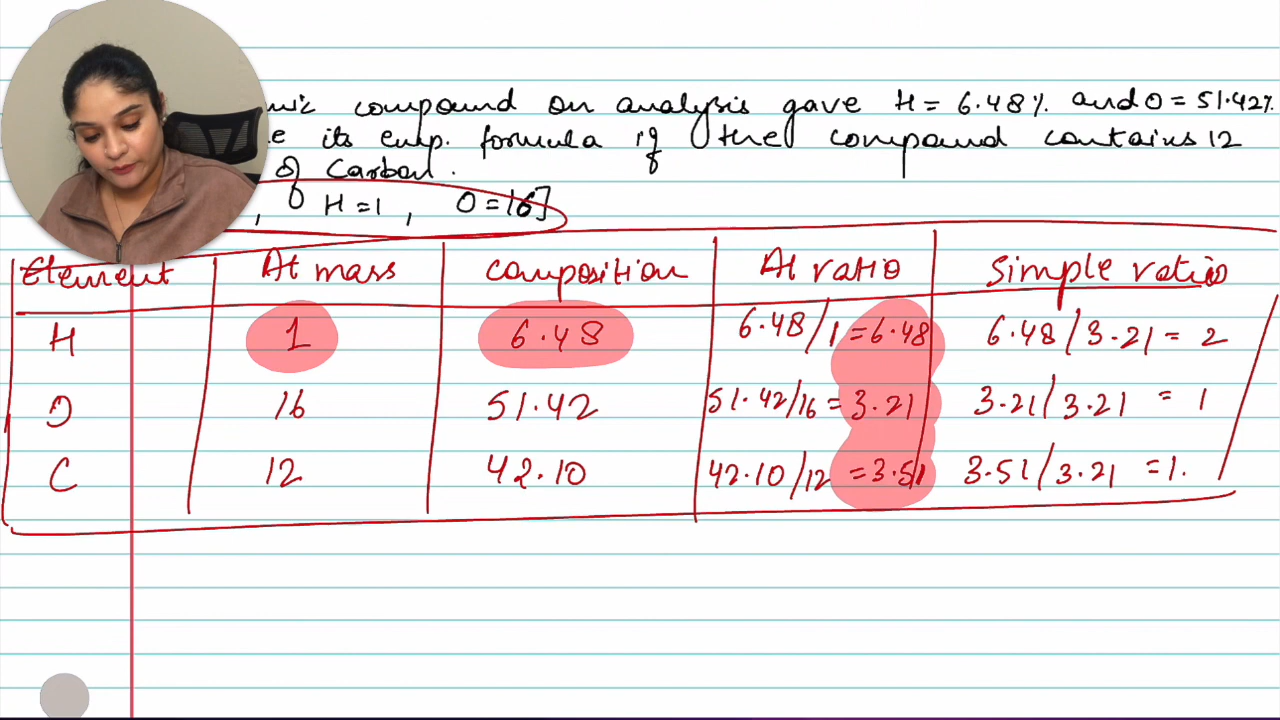 mic compound on analysis gave H = 6.48% and O = 51.42%.
e its emp. formula if the compound contains 12
of Carbon.
, H = 1 , O = 16]
Element At mass composition At ratio simple ratio
H 1 6.48 6.48/1 = 6.48 6.48/3.21 = 2
O 16 51.42 51.42/16 = 3.21 3.21/3.21 = 1
C 12 42.10 42.10/12 = 3.51 3.51/3.21 = 1.